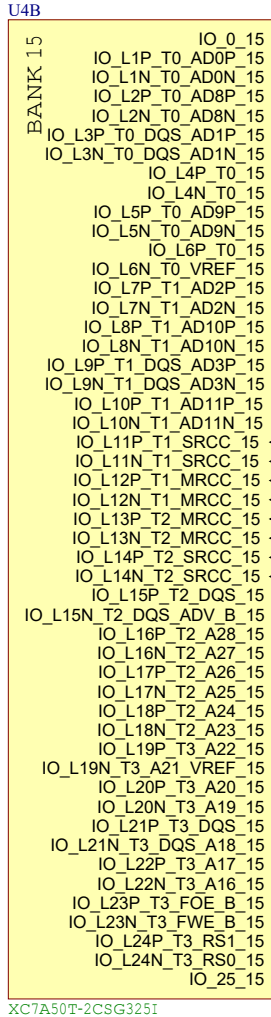 U4B
BANK 15
IO_0_15
IO_L1P_T0_AD0P_15
IO_L1N_T0_AD0N_15
IO_L2P_T0_AD8P_15
IO_L2N_T0_AD8N_15
IO_L3P_T0_DQS_AD1P_15
IO_L3N_T0_DQS_AD1N_15
IO_L4P_T0_15
IO_L4N_T0_15
IO_L5P_T0_AD9P_15
IO_L5N_T0_AD9N_15
IO_L6P_T0_15
IO_L6N_T0_VREF_15
IO_L7P_T1_AD2P_15
IO_L7N_T1_AD2N_15
IO_L8P_T1_AD10P_15
IO_L8N_T1_AD10N_15
IO_L9P_T1_DQS_AD3P_15
IO_L9N_T1_DQS_AD3N_15
IO_L10P_T1_AD11P_15
IO_L10N_T1_AD11N_15
IO_L11P_T1_SRCC_15
IO_L11N_T1_SRCC_15
IO_L12P_T1_MRCC_15
IO_L12N_T1_MRCC_15
IO_L13P_T2_MRCC_15
IO_L13N_T2_MRCC_15
IO_L14P_T2_SRCC_15
IO_L14N_T2_SRCC_15
IO_L15P_T2_DQS_15
IO_L15N_T2_DQS_ADV_B_15
IO_L16P_T2_A28_15
IO_L16N_T2_A27_15
IO_L17P_T2_A26_15
IO_L17N_T2_A25_15
IO_L18P_T2_A24_15
IO_L18N_T2_A23_15
IO_L19P_T3_A22_15
IO_L19N_T3_A21_VREF_15
IO_L20P_T3_A20_15
IO_L20N_T3_A19_15
IO_L21P_T3_DQS_15
IO_L21N_T3_DQS_A18_15
IO_L22P_T3_A17_15
IO_L22N_T3_A16_15
IO_L23P_T3_FOE_B_15
IO_L23N_T3_FWE_B_15
IO_L24P_T3_RS1_15
IO_L24N_T3_RS0_15
IO_25_15
XC7A50T-2CSG325I